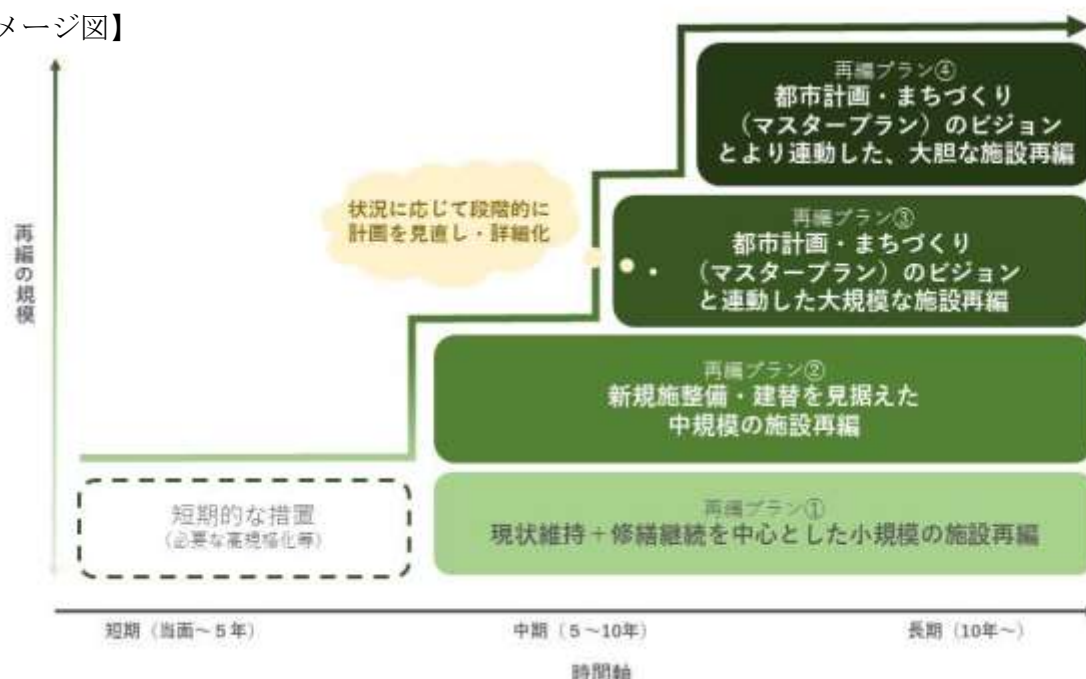 メージ図】
再編プラン④
都市計画・まちづくり
（マスタープラン）のビジョン
とより連動した、大胆な施設再編
状況に応じて段階的に
計画を見直し・詳細化
再編プラン③
都市計画・まちづくり
（マスタープラン）のビジョン
と連動した大規模な施設再編
再編の規模
再編プラン②
新規施整備・建替を見据えた
中規模の施設再編
短期的な措置
（必要な高規格化等）
再編プラン①
現状維持＋修繕継続を中心とした小規模の施設再編
短期（当面～５年）
中期（５～10年）
長期（10年～）
時間軸